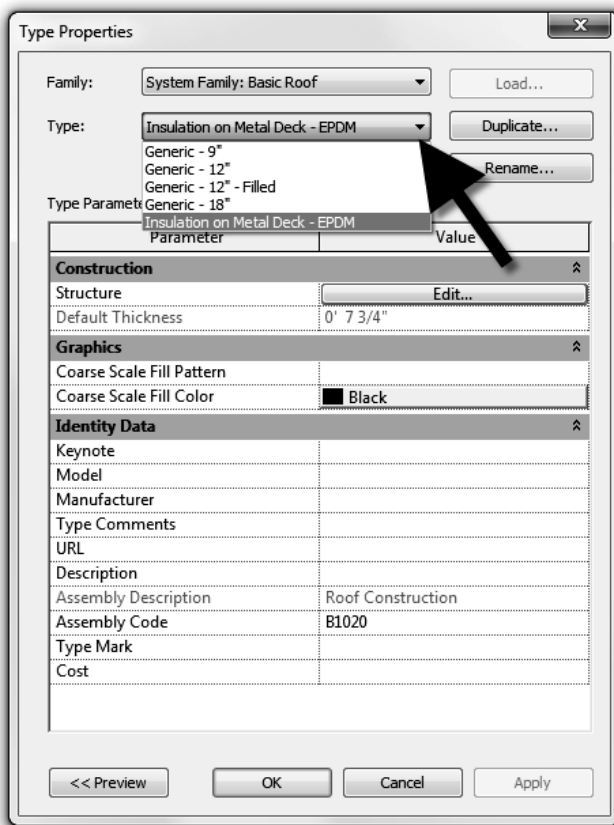 Type Properties
Family: System Family: Basic Roof Load...
Type: Insulation on Metal Deck - EPDM Duplicate...
Generic - 9"
Generic - 12"
Rename...
Generic - 12" - Filled
Type Paramete Generic - 18"
Insulation on Metal Deck - EPDM
Parameter Value
Construction
Structure Edit...
Default Thickness 0' 7 3/4"
Graphics
Coarse Scale Fill Pattern
Coarse Scale Fill Color Black
Identity Data
Keynote
Model
Manufacturer
Type Comments
URL
Description
Assembly Description Roof Construction
Assembly Code B1020
Type Mark
Cost
<< Preview OK Cancel Apply